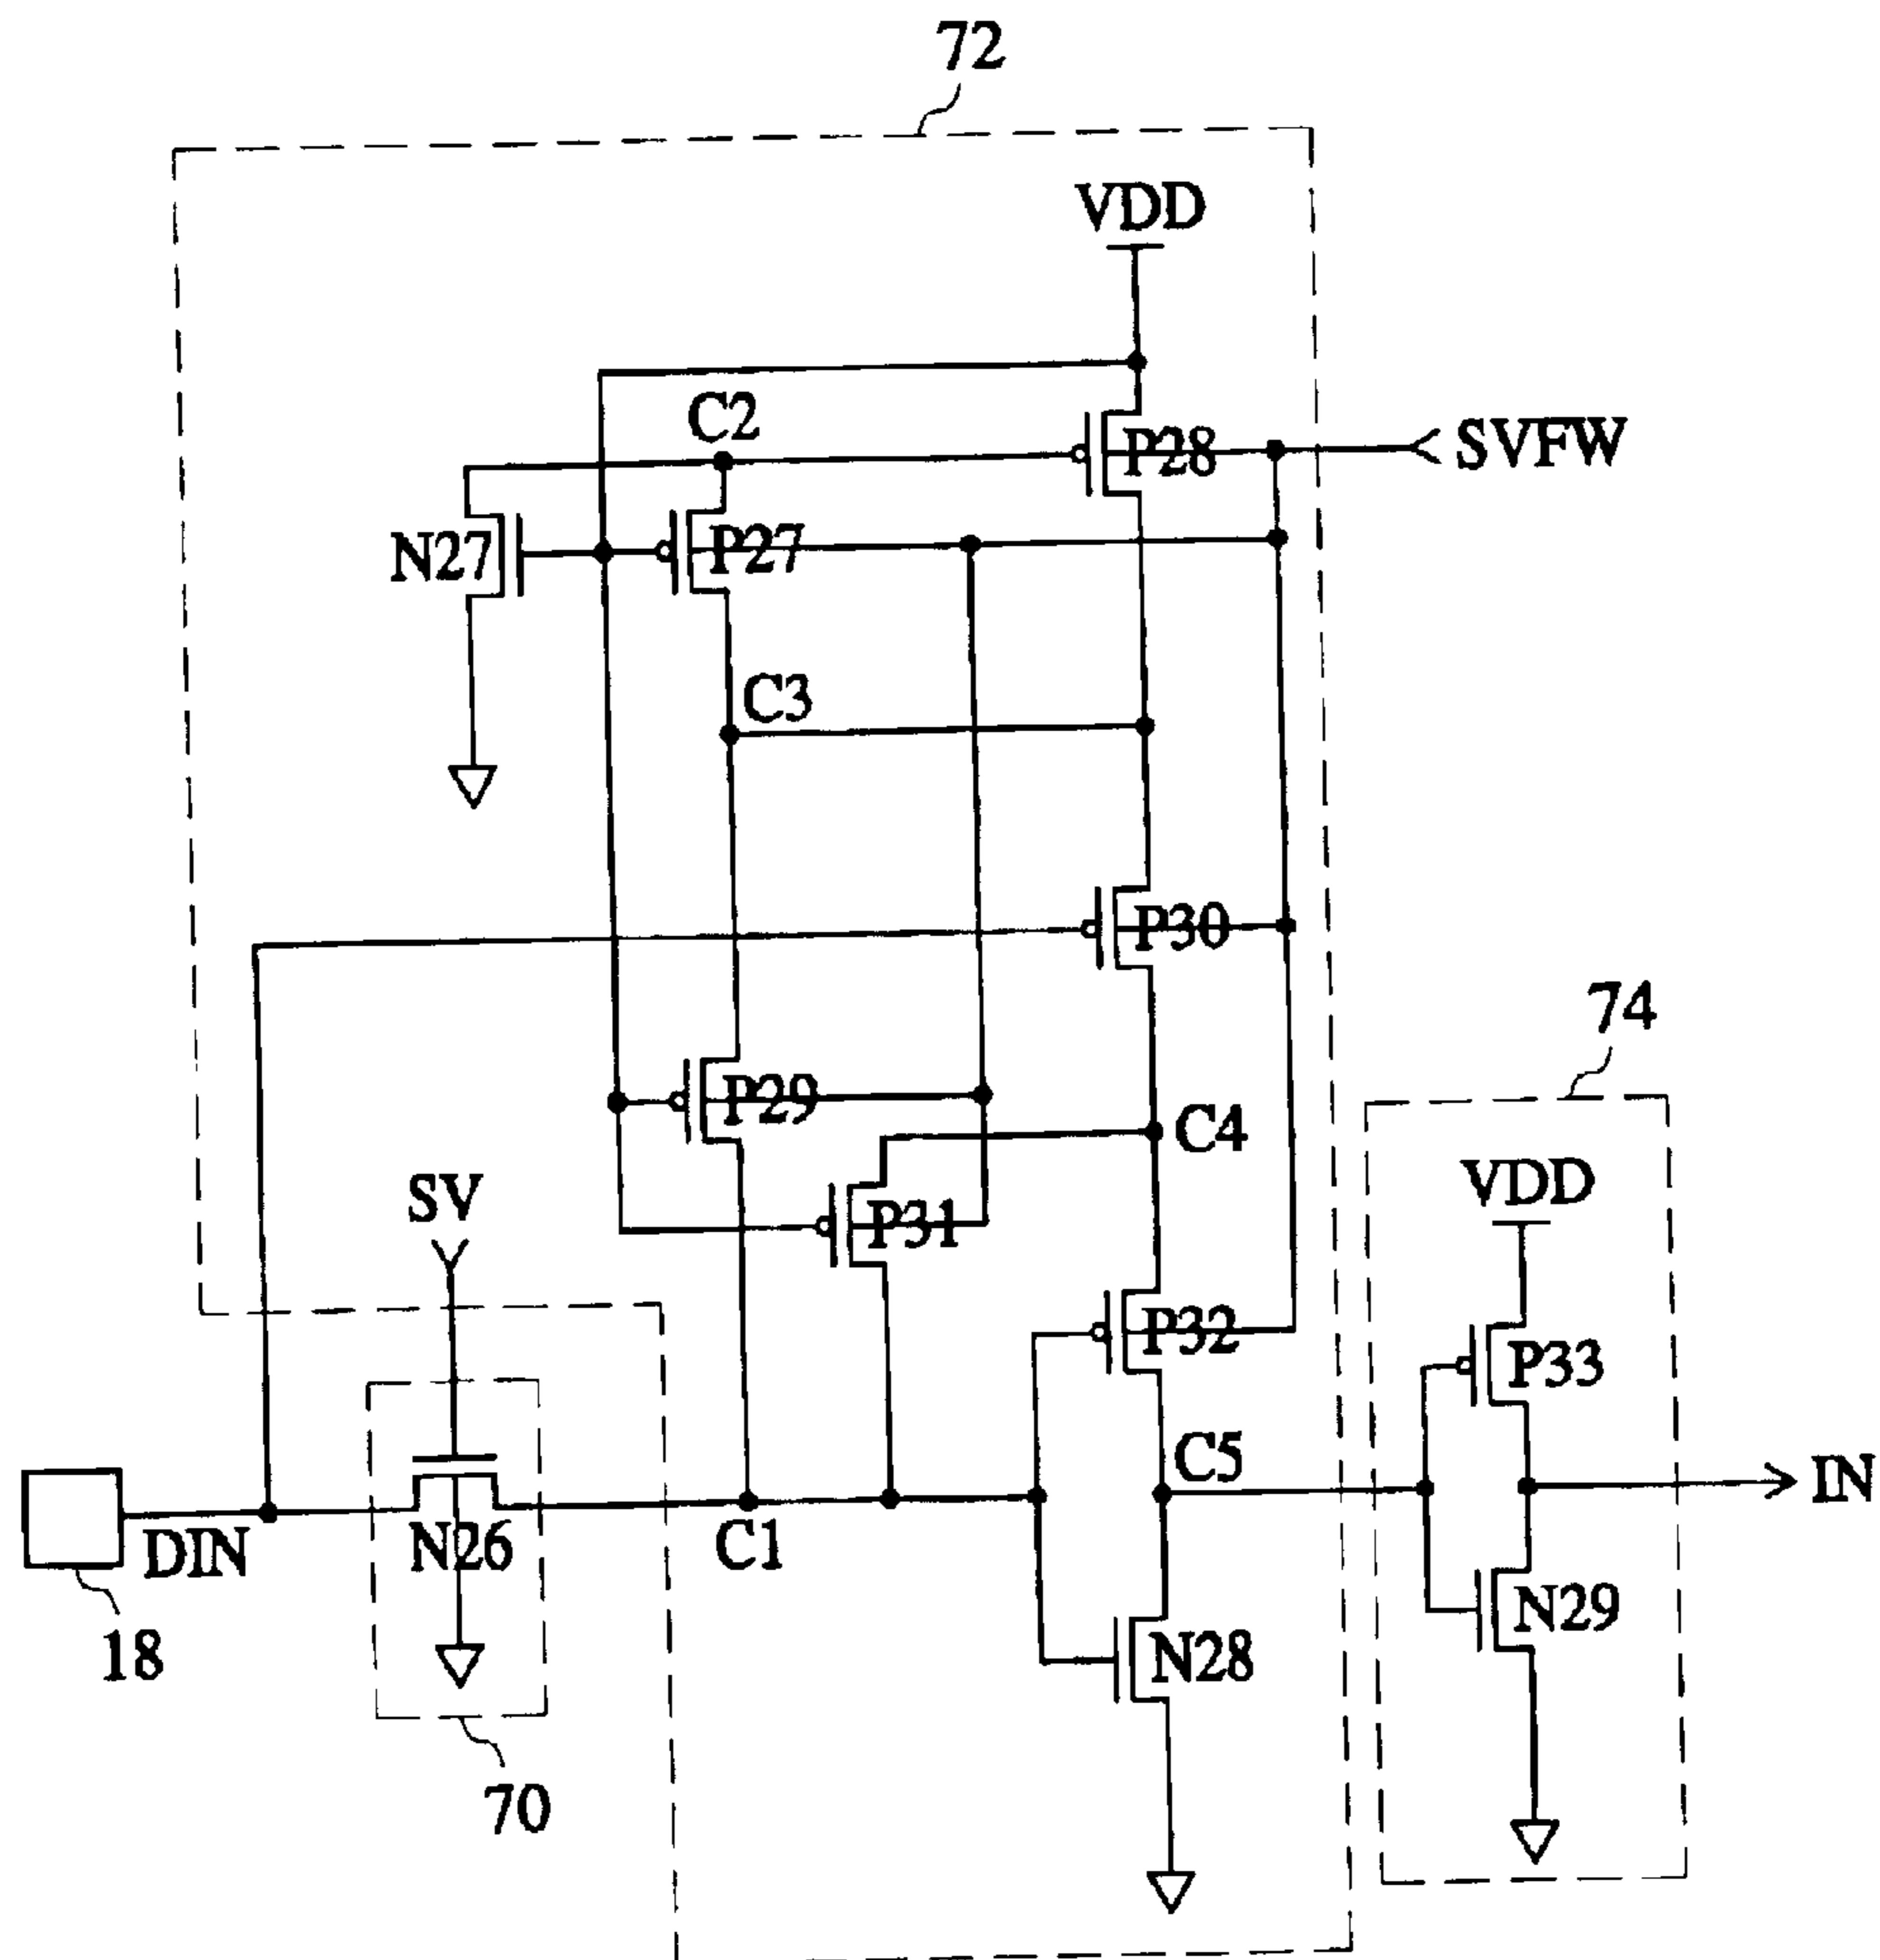 72
VDD
C2
P28
SVFW
N27
P27
C3
P30
74
P29
C4
VDD
SV
P31
P32
P33
C5
IN
DIN
N26
C1
N29
18
N28
70